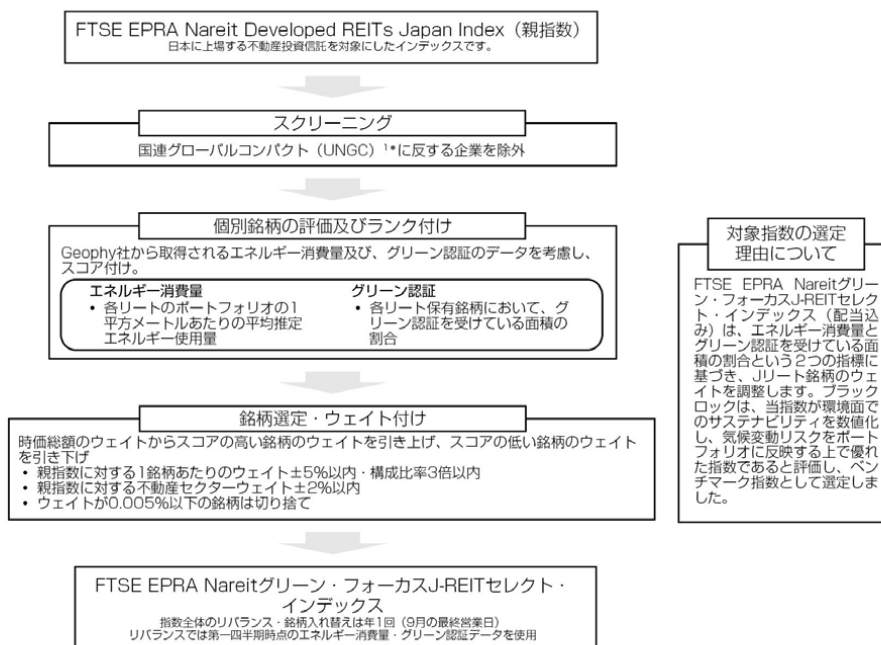 FTSE EPRA Nareit Developed REITs Japan Index（親指数）
日本に上場する不動産投資信託を対象にしたインデックスです。
スクリーニング
国連グローバルコンパクト（UNGC）¹*に反する企業を除外
個別銘柄の評価及びランク付け
Geophy社から取得されるエネルギー消費量及び、グリーン認証のデータを考慮し、
スコア付け。
エネルギー消費量
• 各リートのポートフォリオの1
平方メートルあたりの平均推定
エネルギー使用量
グリーン認証
• 各リート保有銘柄において、グ
リーン認証を受けている面積の
割合
銘柄選定・ウェイト付け
時価総額のウェイトからスコアの高い銘柄のウェイトを引き上げ、スコアの低い銘柄のウェイト
を引き下げ
• 親指数に対する1銘柄あたりのウェイト±5%以内・構成比率3倍以内
• 親指数に対する不動産セクターウェイト±2%以内
• ウェイトが0.005%以下の銘柄は切り捨て
FTSE EPRA Nareitグリーン・フォーカスJ-REITセレクト・
インデックス
指数全体のリバランス・銘柄入れ替えは年1回（9月の最終営業日）
リバランスでは第一四半期時点のエネルギー消費量・グリーン認証データを使用
対象指数の選定
理由について
FTSE EPRA Nareitグリー
ン・フォーカスJ-REITセレク
ト・インデックス（配当込
み）は、エネルギー消費量と
グリーン認証を受けている面
積の割合という2つの指標に
基づき、Jリート銘柄のウェ
イトを調整します。ブラック
ロックは、当指数が環境面で
のサステナビリティを数値化
し、気候変動リスクをポート
フォリオに反映する上で優れ
た指数であると評価し、ベン
チマーク指数として選定しま
した。